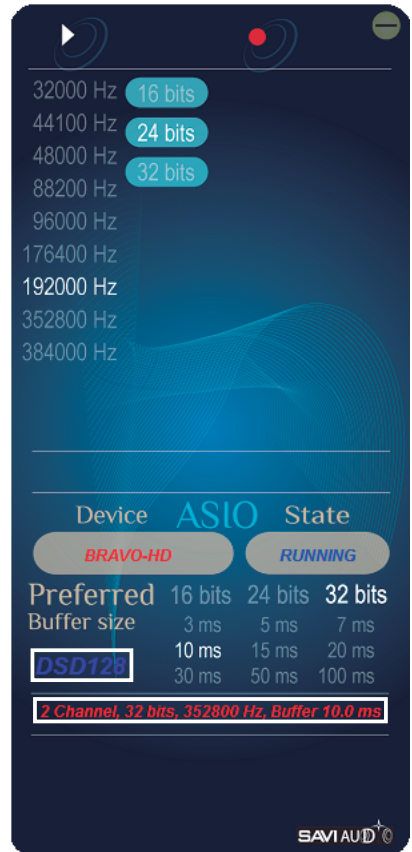 32000 Hz 16 bits
44100 Hz 24 bits
48000 Hz 32 bits
88200 Hz
96000 Hz
176400 Hz
192000 Hz
352800 Hz
384000 Hz
Device ASIO State
BRAVO-HD RUNNING
Preferred 16 bits 24 bits 32 bits
Buffer size 3 ms 5 ms 7 ms
10 ms 15 ms 20 ms
DSD128 30 ms 50 ms 100 ms
2 Channel, 32 bits, 352800 Hz, Buffer 10.0 ms
SAVI AUDIO